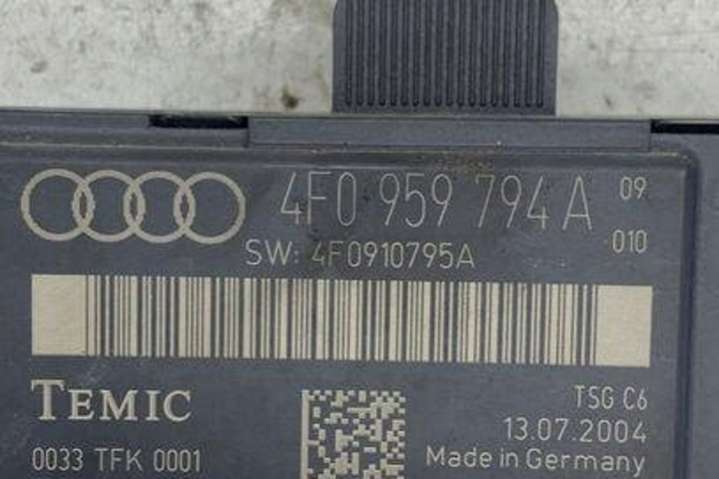 4F0 959 794 A 09
SW: 4F0910795A 010
TEMIC
TSG C6
13.07.2004
0033 TFK 0001
Made in Germany